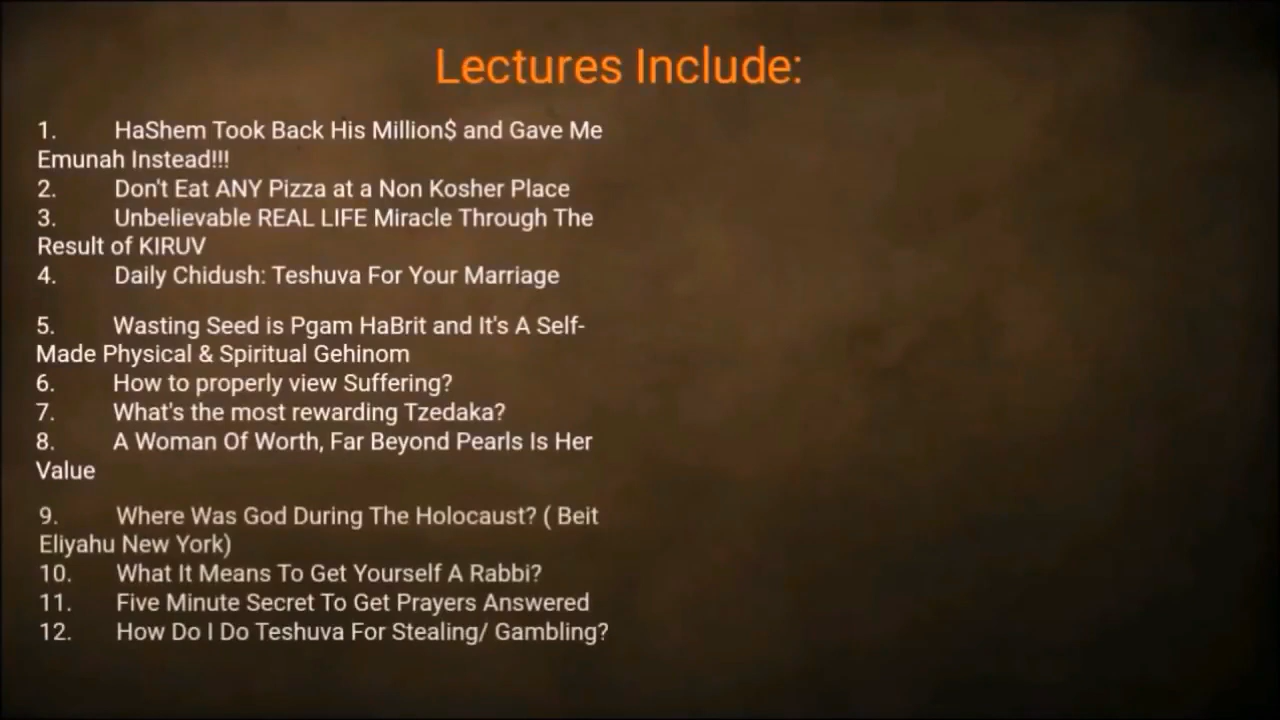 Lectures Include:
1. HaShem Took Back His Million$ and Gave Me
Emunah Instead!!!
2. Don't Eat ANY Pizza at a Non Kosher Place
3. Unbelievable REAL LIFE Miracle Through The
Result of KIRUV
4. Daily Chidush: Teshuva For Your Marriage
5. Wasting Seed is Pgam HaBrit and It's A Self-
Made Physical & Spiritual Gehinom
6. How to properly view Suffering?
7. What's the most rewarding Tzedaka?
8. A Woman Of Worth, Far Beyond Pearls Is Her
Value
9. Where Was God During The Holocaust? ( Beit
Eliyahu New York)
10. What It Means To Get Yourself A Rabbi?
11. Five Minute Secret To Get Prayers Answered
12. How Do I Do Teshuva For Stealing/ Gambling?